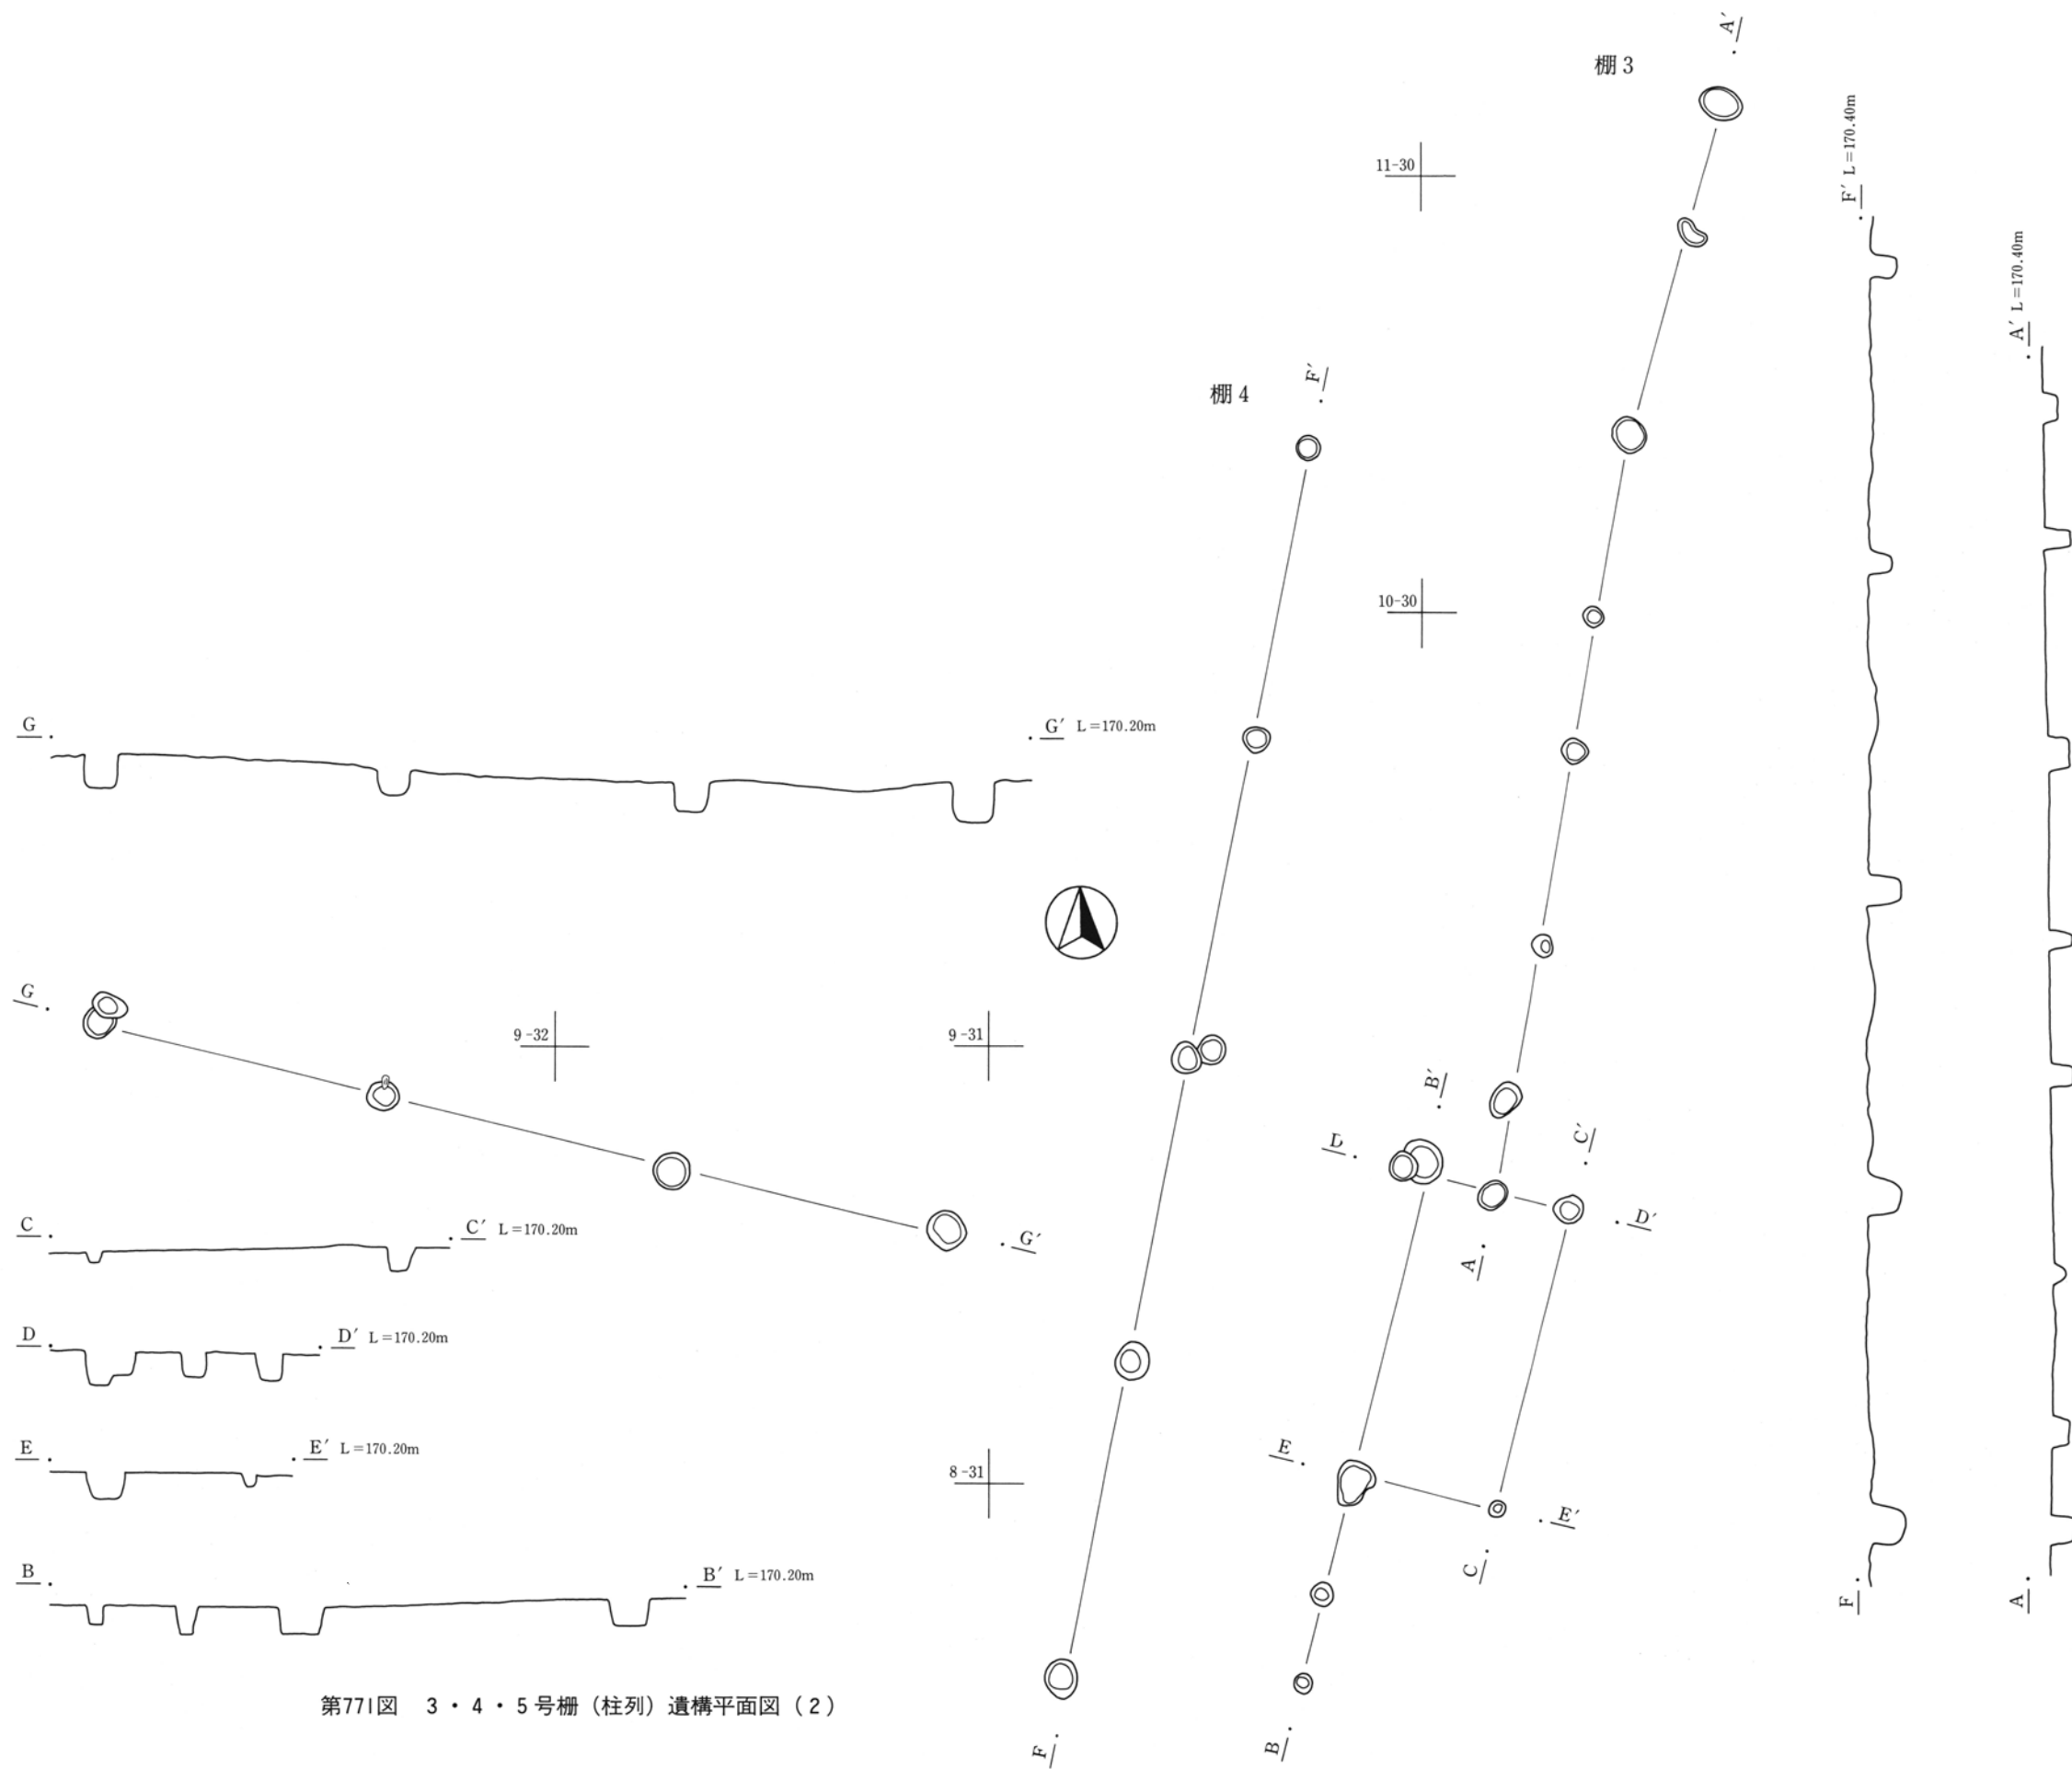 A′
棚 3
F′ L=170.40m
11-30
A′ L=170.40m
F′
棚 4
10-30
G
G′ L=170.20m
G
9-32
9-31
B′
D
C′
C
C′ L=170.20m
G′
D′
A
D
D′ L=170.20m
E
E′ L=170.20m
8-31
E
E′
C
B
B′ L=170.20m
F
A
第771図 3・4・5号栅（柱列）遺構平面図（2）
F
B